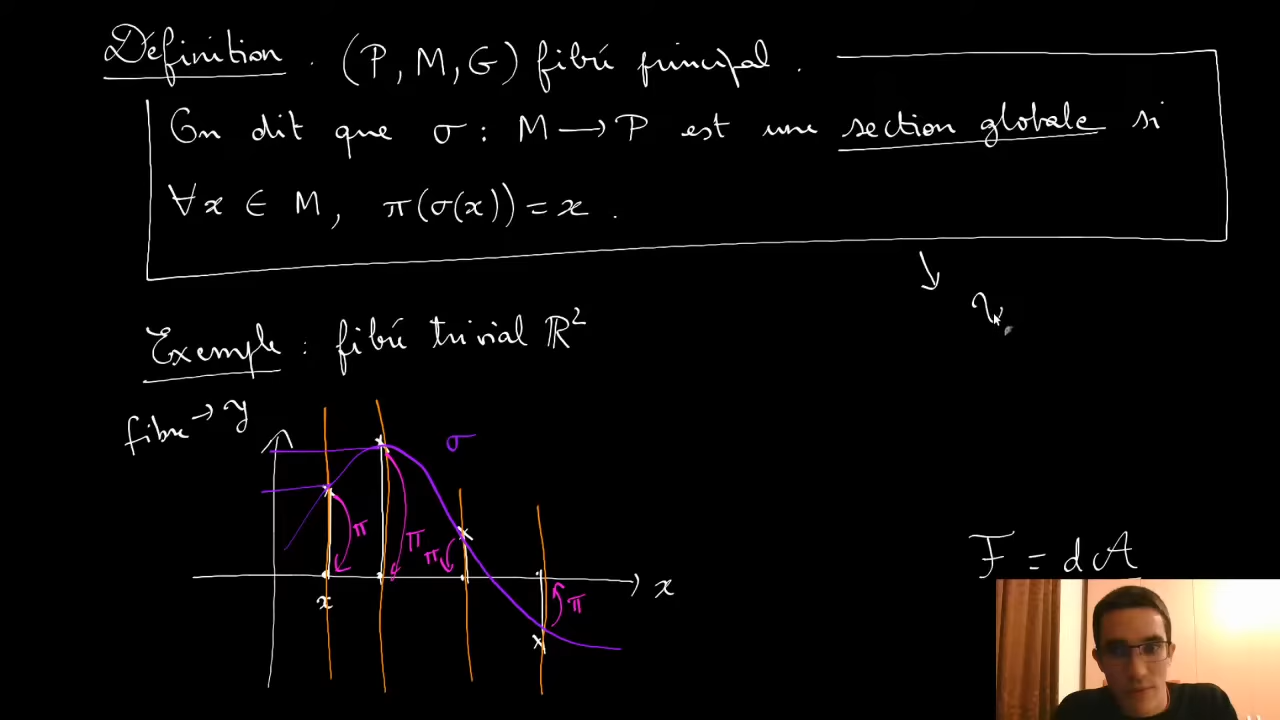 Définition . (P, M, G) fibré principal .
On dit que σ : M → P est une section globale si
∀x ∈ M, π(σ(x)) = x .
Exemple : fibré trivial ℝ²
fibre → y
σ
π
π
π
π
x
x
F = dA